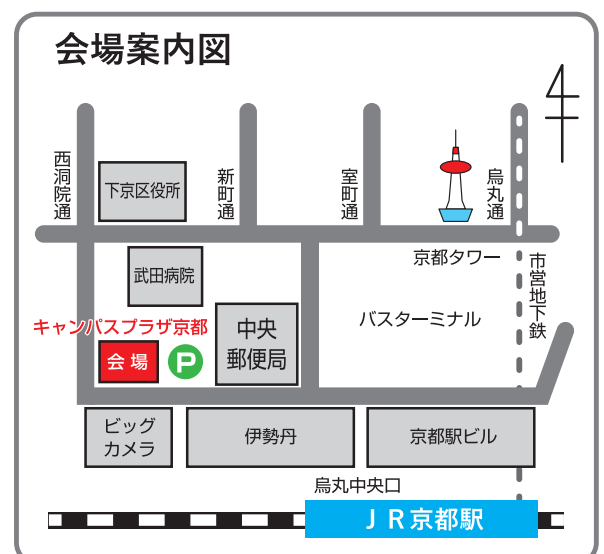 会場案内図
西洞院通
下京区役所
新町通
室町通
烏丸通
京都タワー
市営地下鉄
武田病院
キャンパスプラザ京都
会場
P
中央
郵便局
バスターミナル
ビッグ
カメラ
伊勢丹
京都駅ビル
烏丸中央口
JR京都駅